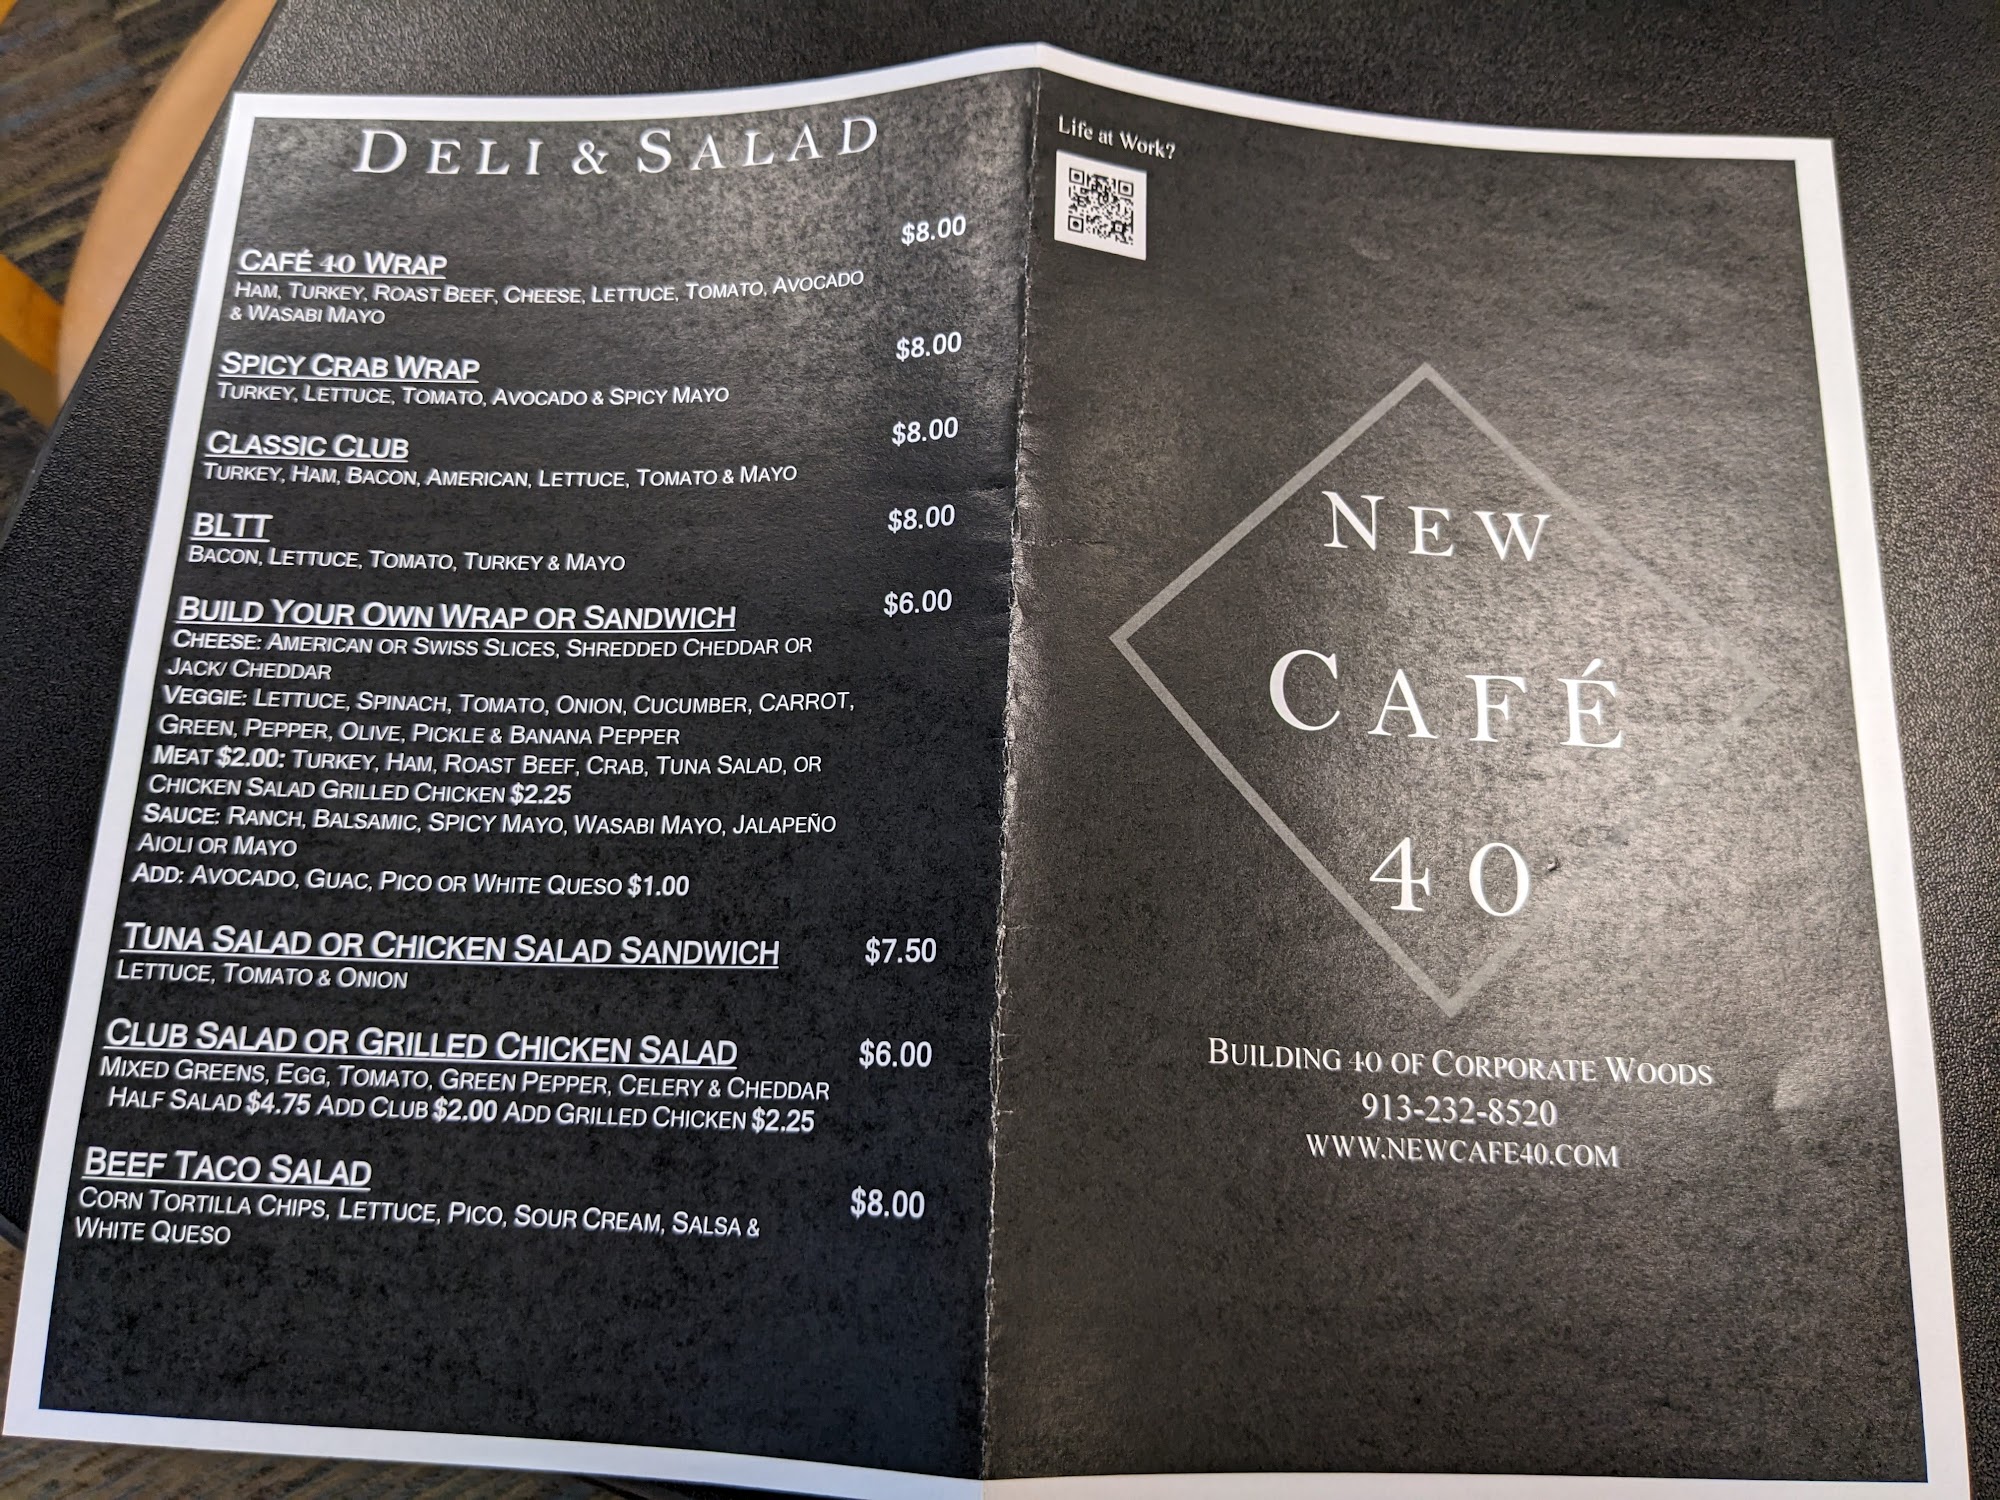 DELI & SALAD
$8.00
CAFÉ 40 WRAP
HAM, TURKEY, ROAST BEEF, CHEESE, LETTUCE, TOMATO, AVOCADO
& WASABI MAYO
$8.00
SPICY CRAB WRAP
TURKEY, LETTUCE, TOMATO, AVOCADO & SPICY MAYO
$8.00
CLASSIC CLUB
TURKEY, HAM, BACON, AMERICAN, LETTUCE, TOMATO & MAYO
$8.00
BLTT
BACON, LETTUCE, TOMATO, TURKEY & MAYO
BUILD YOUR OWN WRAP OR SANDWICH $6.00
CHEESE: AMERICAN OR SWISS SLICES, SHREDDED CHEDDAR OR
JACK/ CHEDDAR
VEGGIE: LETTUCE, SPINACH, TOMATO, ONION, CUCUMBER, CARROT,
GREEN, PEPPER, OLIVE, PICKLE & BANANA PEPPER
MEAT $2.00: TURKEY, HAM, ROAST BEEF, CRAB, TUNA SALAD, OR
CHICKEN SALAD GRILLED CHICKEN $2.25
SAUCE: RANCH, BALSAMIC, SPICY MAYO, WASABI MAYO, JALAPEÑO
AIOLI OR MAYO
ADD: AVOCADO, GUAC, PICO OR WHITE QUESO $1.00
TUNA SALAD OR CHICKEN SALAD SANDWICH $7.50
LETTUCE, TOMATO & ONION
CLUB SALAD OR GRILLED CHICKEN SALAD $6.00
MIXED GREENS, EGG, TOMATO, GREEN PEPPER, CELERY & CHEDDAR
HALF SALAD $4.75 ADD CLUB $2.00 ADD GRILLED CHICKEN $2.25
BEEF TACO SALAD $8.00
CORN TORTILLA CHIPS, LETTUCE, PICO, SOUR CREAM, SALSA &
WHITE QUESO
Life at Work?
NEW
CAFÉ
40
BUILDING 40 OF CORPORATE WOODS
913-232-8520
WWW.NEWCAFE40.COM